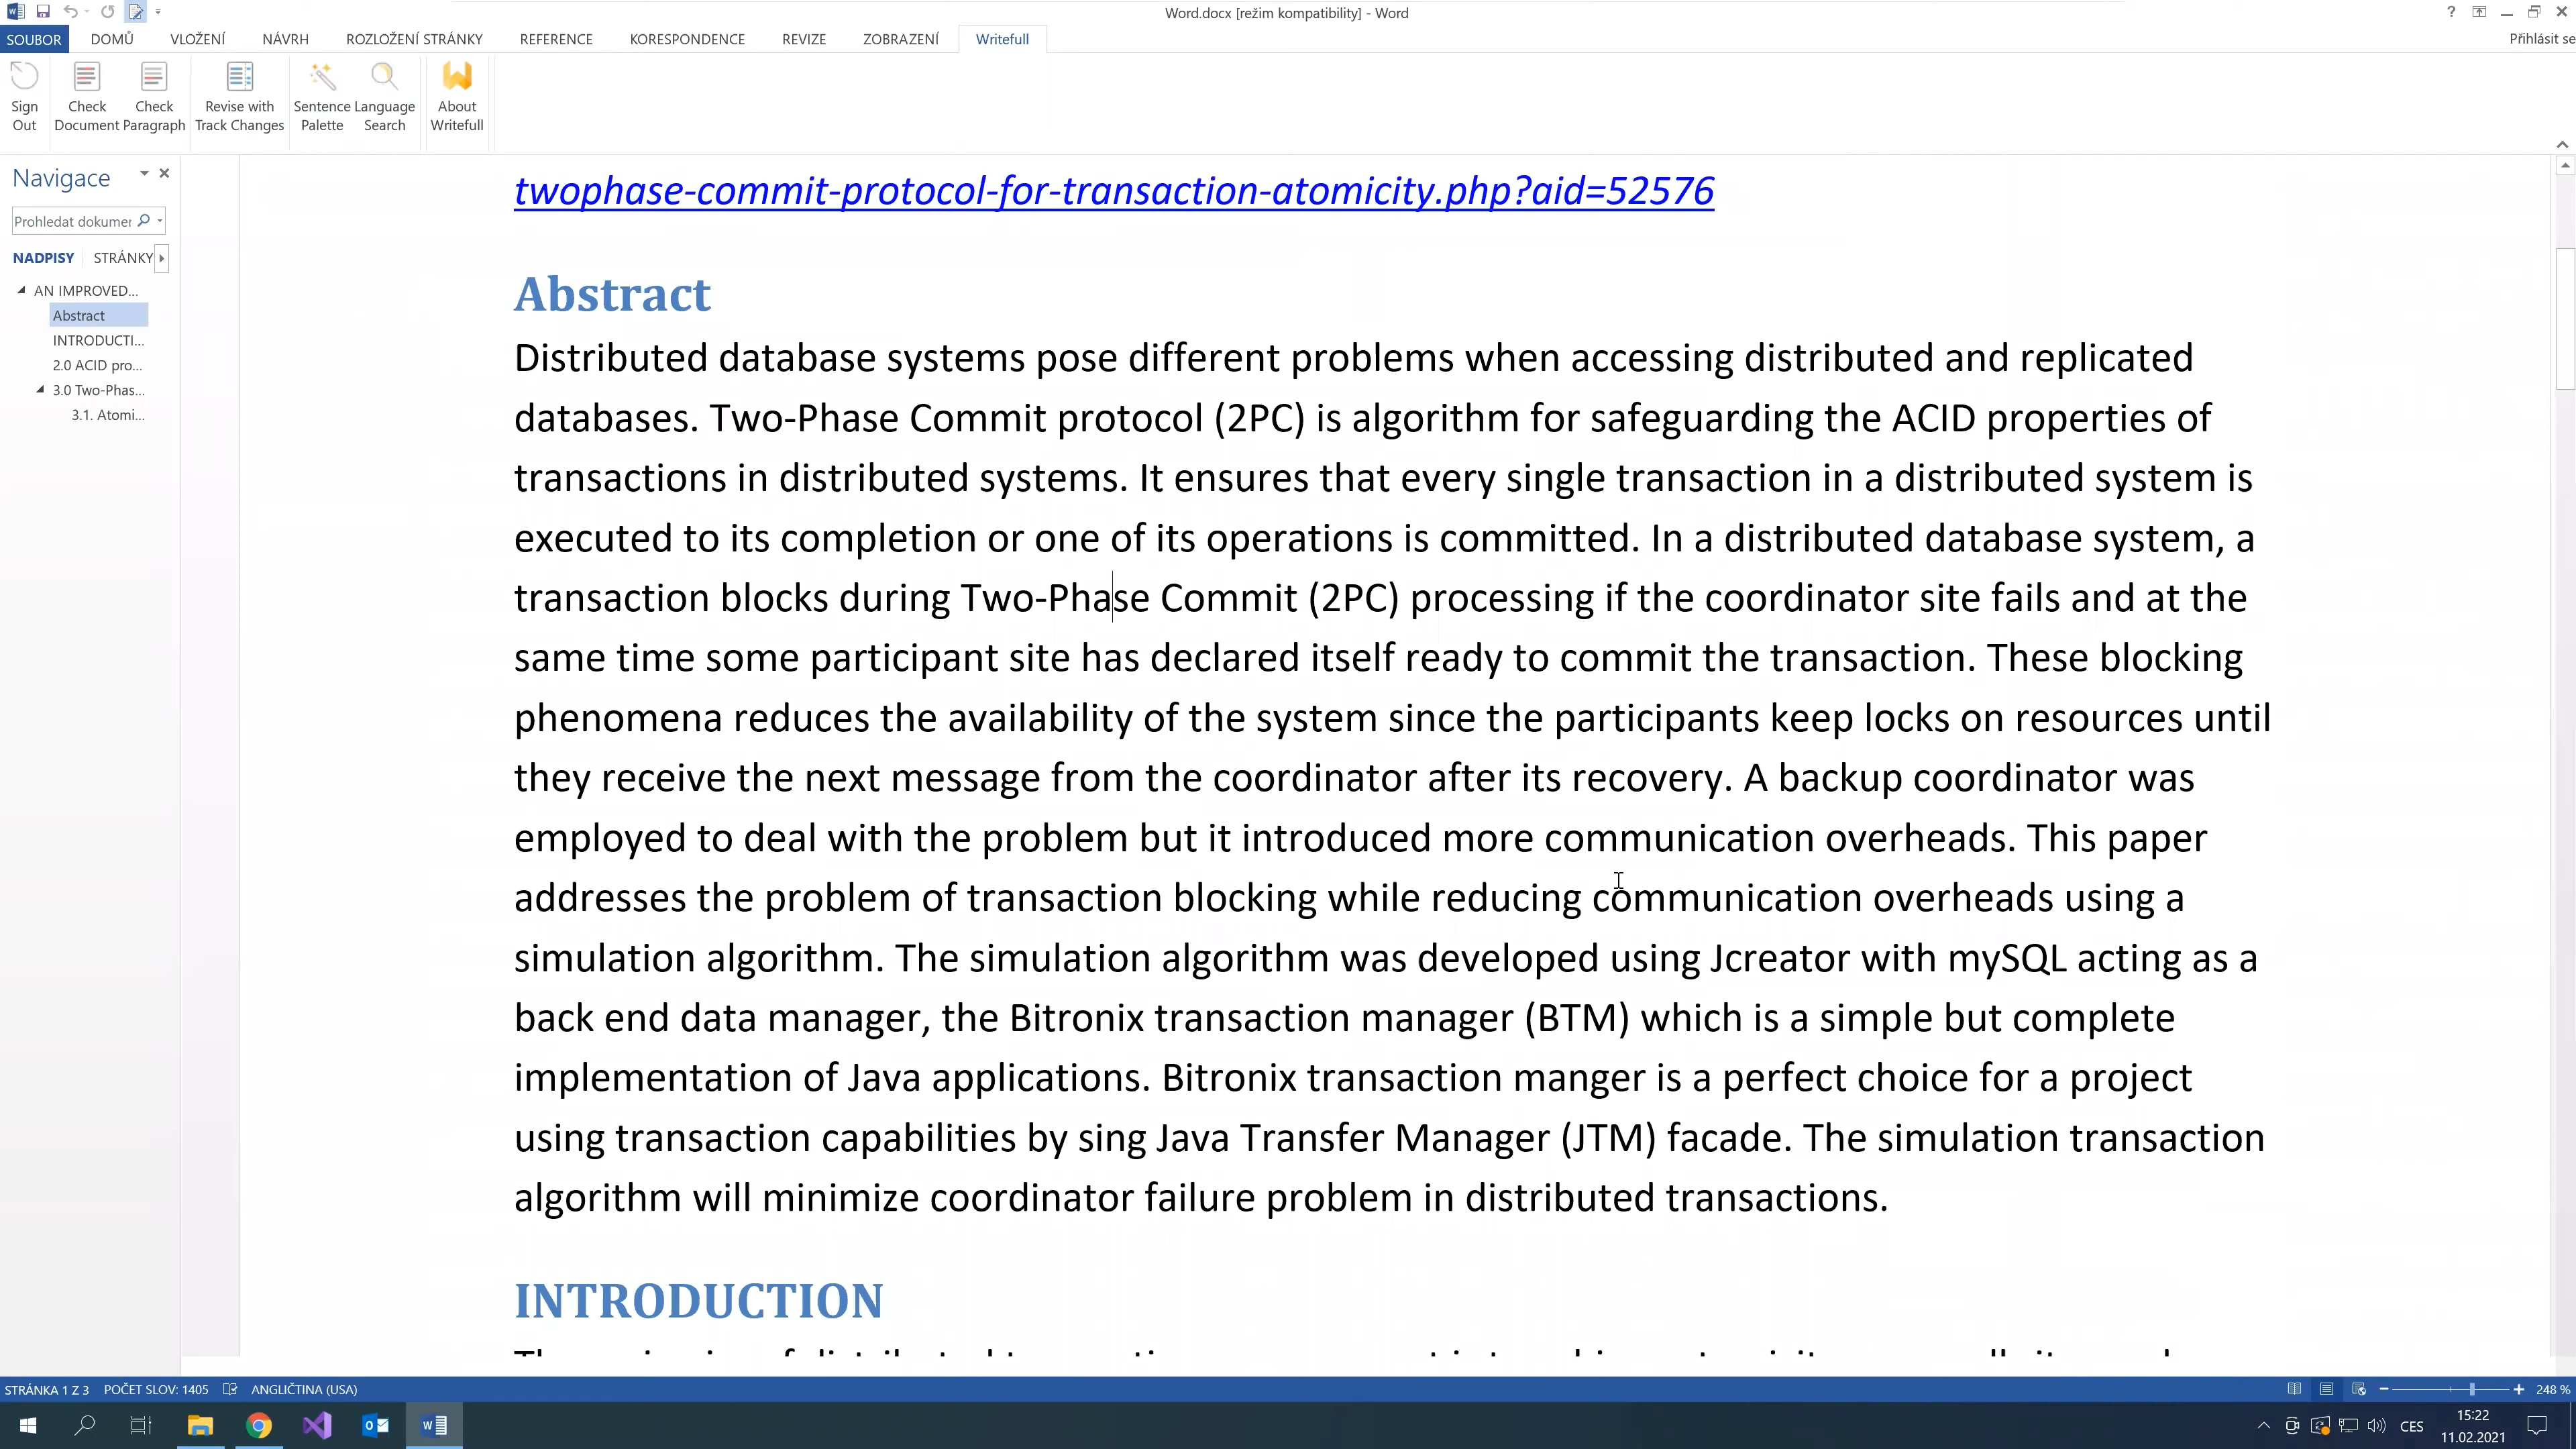 Word.docx [režim kompatibility] - Word
SOUBOR DOMŮ VLOŽENÍ NÁVRH ROZLOŽENÍ STRÁNKY REFERENCE KORESPONDENCE REVIZE ZOBRAZENÍ Writefull Přihlásit se
Sign Out
Check Document
Check Paragraph
Revise with Track Changes
Sentence Palette
Language Search
About Writefull
Navigace
Prohledat dokumer
NADPISY STRÁNKY
AN IMPROVED...
Abstract
INTRODUCTI...
2.0 ACID pro...
3.0 Two-Phas...
3.1. Atomi...
twophase-commit-protocol-for-transaction-atomicity.php?aid=52576
Abstract
Distributed database systems pose different problems when accessing distributed and replicated
databases. Two-Phase Commit protocol (2PC) is algorithm for safeguarding the ACID properties of
transactions in distributed systems. It ensures that every single transaction in a distributed system is
executed to its completion or one of its operations is committed. In a distributed database system, a
transaction blocks during Two-Phase Commit (2PC) processing if the coordinator site fails and at the
same time some participant site has declared itself ready to commit the transaction. These blocking
phenomena reduces the availability of the system since the participants keep locks on resources until
they receive the next message from the coordinator after its recovery. A backup coordinator was
employed to deal with the problem but it introduced more communication overheads. This paper
addresses the problem of transaction blocking while reducing communication overheads using a
simulation algorithm. The simulation algorithm was developed using Jcreator with mySQL acting as a
back end data manager, the Bitronix transaction manager (BTM) which is a simple but complete
implementation of Java applications. Bitronix transaction manger is a perfect choice for a project
using transaction capabilities by sing Java Transfer Manager (JTM) facade. The simulation transaction
algorithm will minimize coordinator failure problem in distributed transactions.
INTRODUCTION
STRÁNKA 1 Z 3 POČET SLOV: 1405 ANGLIČTINA (USA) 248 %
CES 15:22
11.02.2021